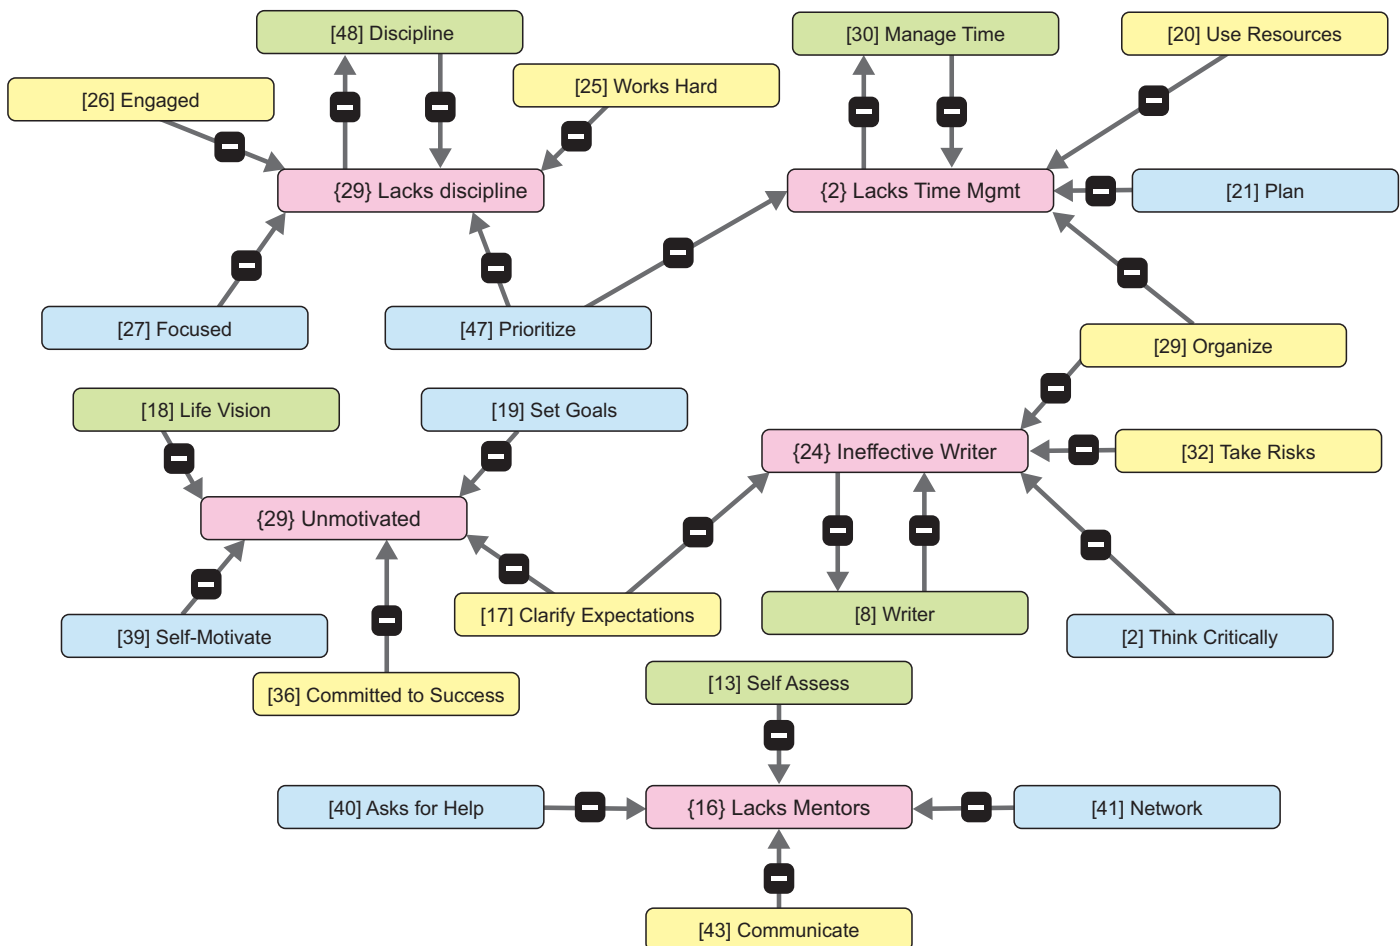 [48] Discipline
[30] Manage Time
[20] Use Resources
[26] Engaged
[25] Works Hard
{29} Lacks discipline
{2} Lacks Time Mgmt
[21] Plan
[27] Focused
[47] Prioritize
[29] Organize
[18] Life Vision
[19] Set Goals
{24} Ineffective Writer
[32] Take Risks
{29} Unmotivated
[17] Clarify Expectations
[8] Writer
[39] Self-Motivate
[2] Think Critically
[36] Committed to Success
[13] Self Assess
[40] Asks for Help
{16} Lacks Mentors
[41] Network
[43] Communicate